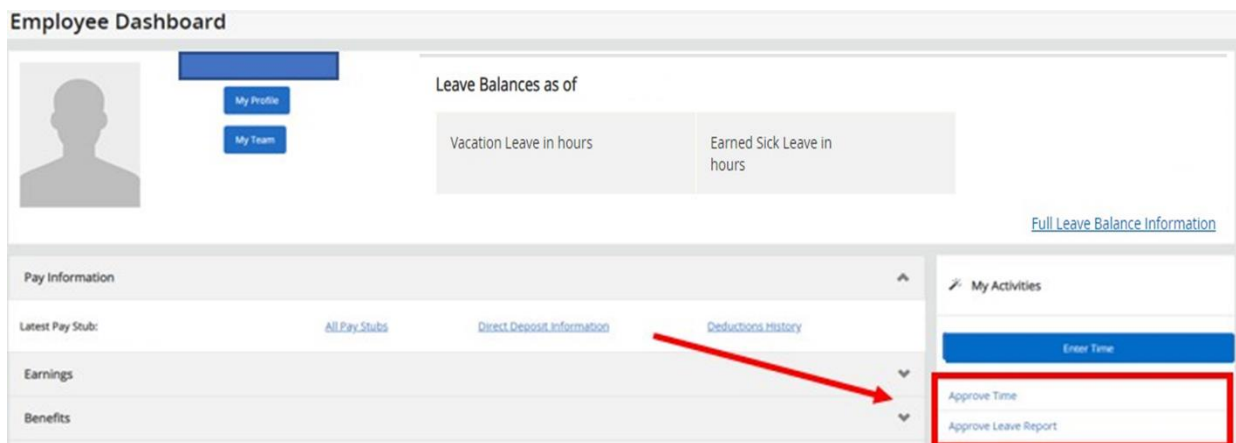 Employee Dashboard
My Profile
My Team
Leave Balances as of
Vacation Leave in hours
Earned Sick Leave in
hours
Full Leave Balance Information
Pay Information
My Activities
Latest Pay Stub:
All Pay Stubs
Direct Deposit Information
Deductions History
Enter Time
Earnings
Approve Time
Benefits
Approve Leave Report